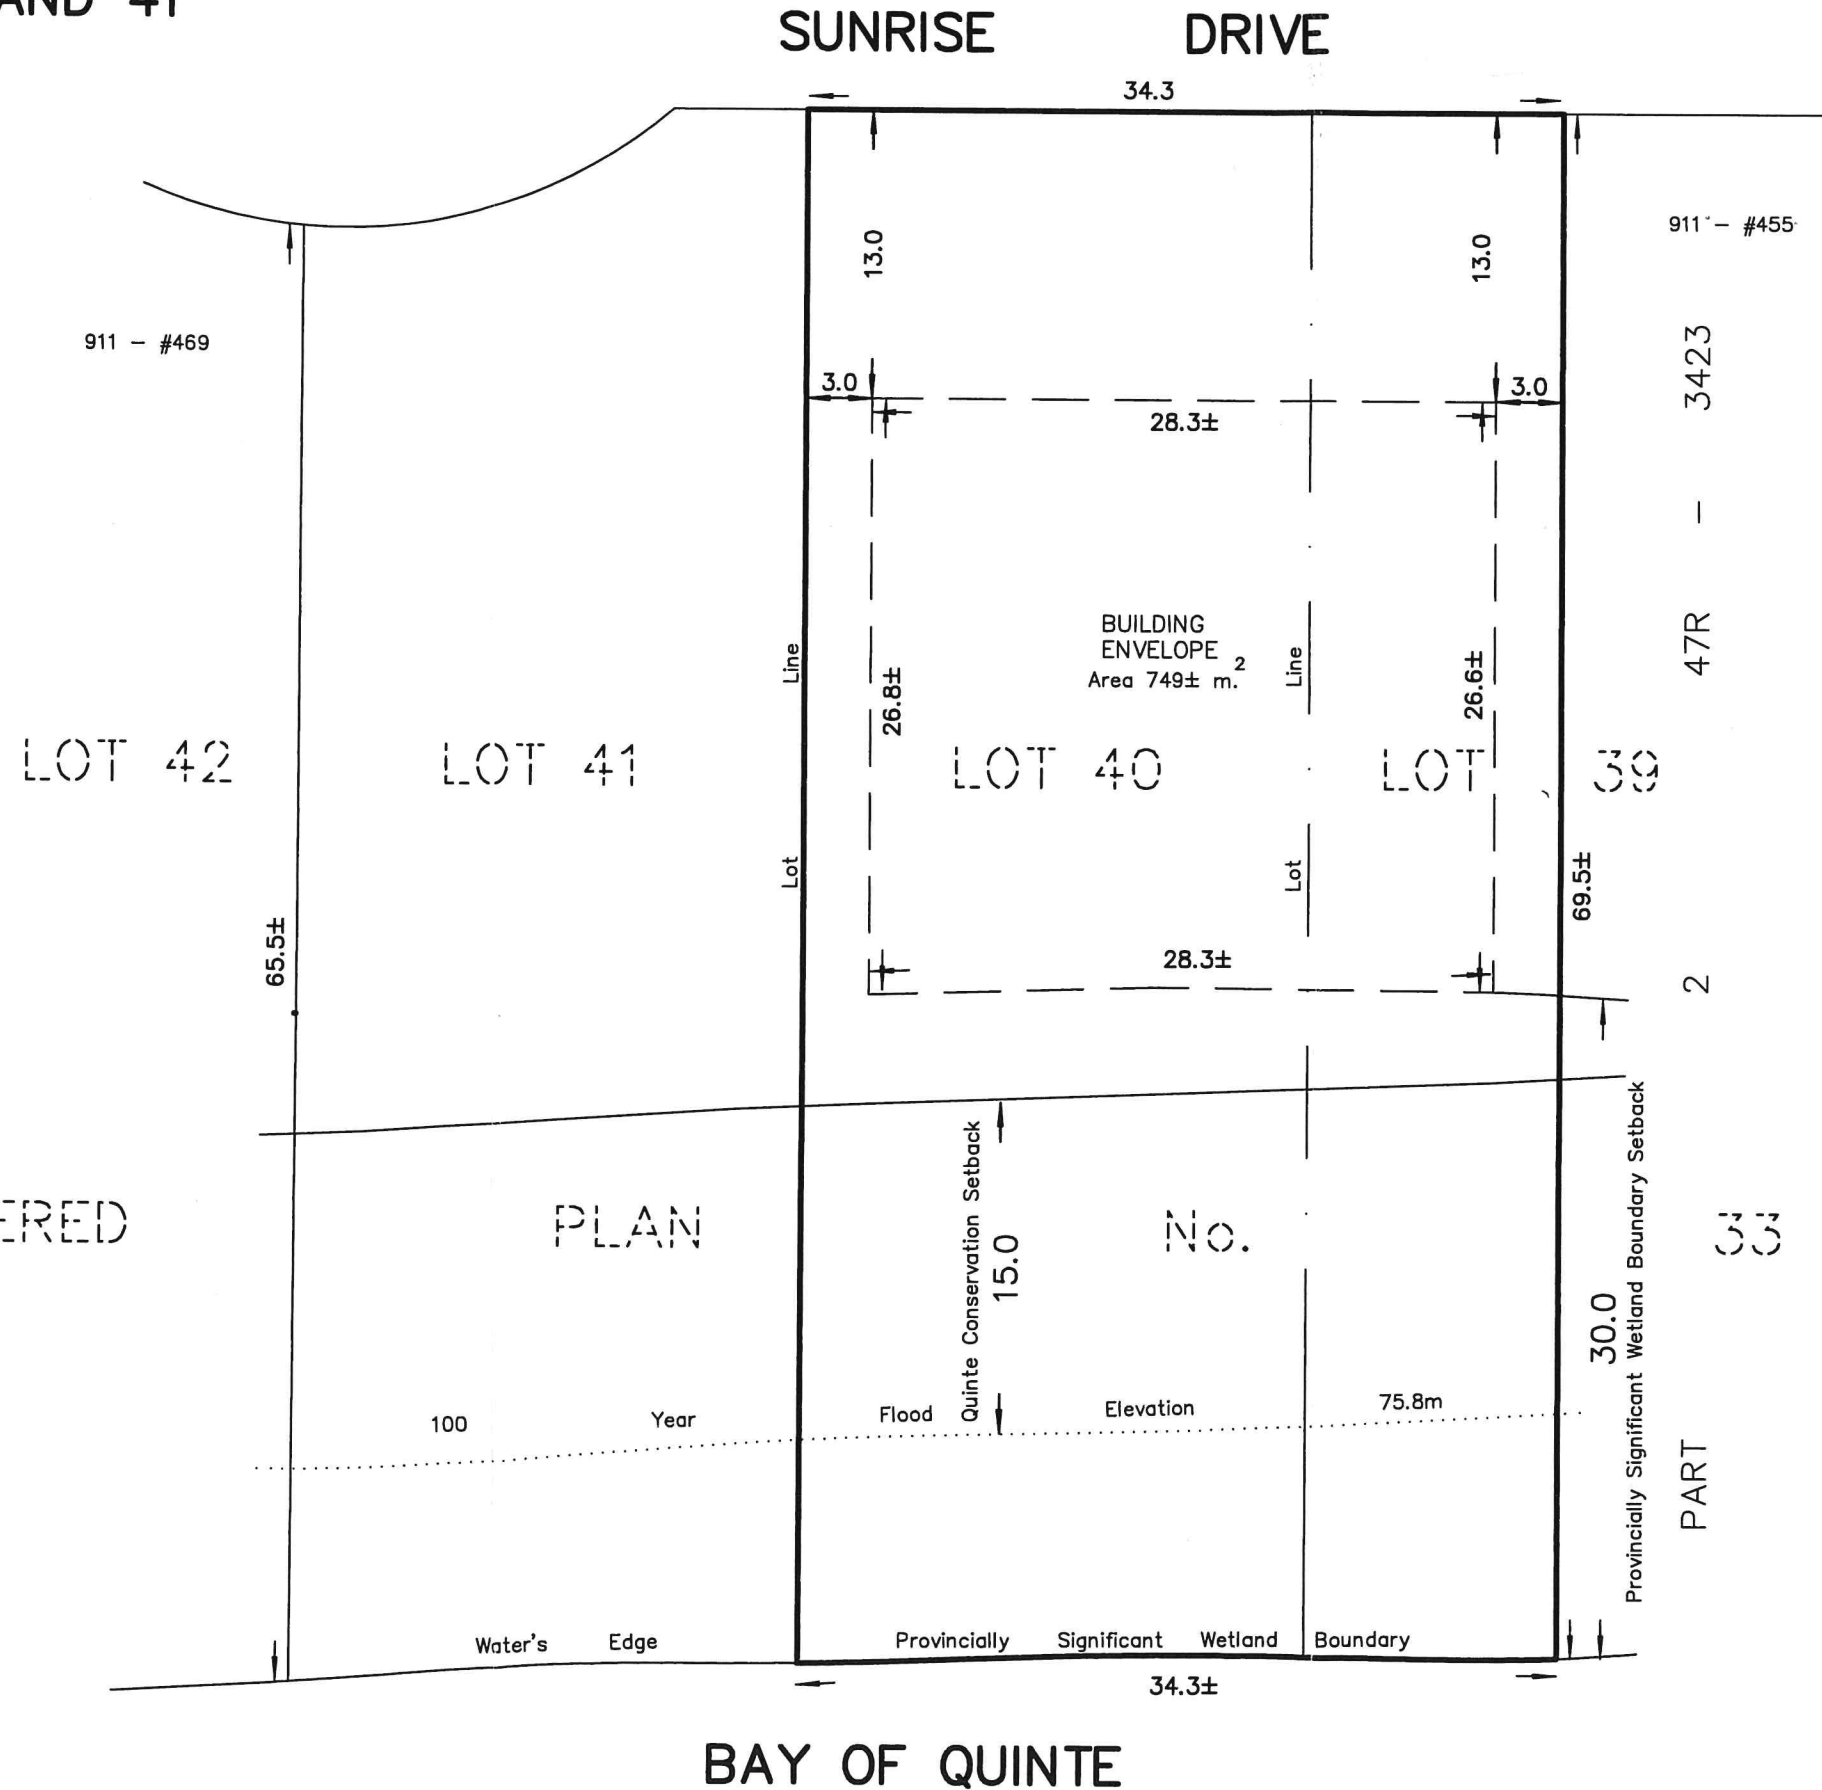 AND 41
SUNRISE DRIVE
34.3
13.0
13.0
911 - #455
911 - #469
3.0
3.0
28.3±
BUILDING
ENVELOPE
Area 749± m.²
Line
Line
26.8±
26.6±
47R - 3423
LOT 42
LOT 41
LOT 40
LOT 39
Lot
Lot
69.5±
65.5±
28.3±
2
Quinte Conservation Setback
15.0
ERED
PLAN
No.
33
30.0
Provincially Significant Wetland Boundary Setback
PART
100 Year Flood Elevation 75.8m
Water's Edge
Provincially Significant Wetland Boundary
34.3±
BAY OF QUINTE